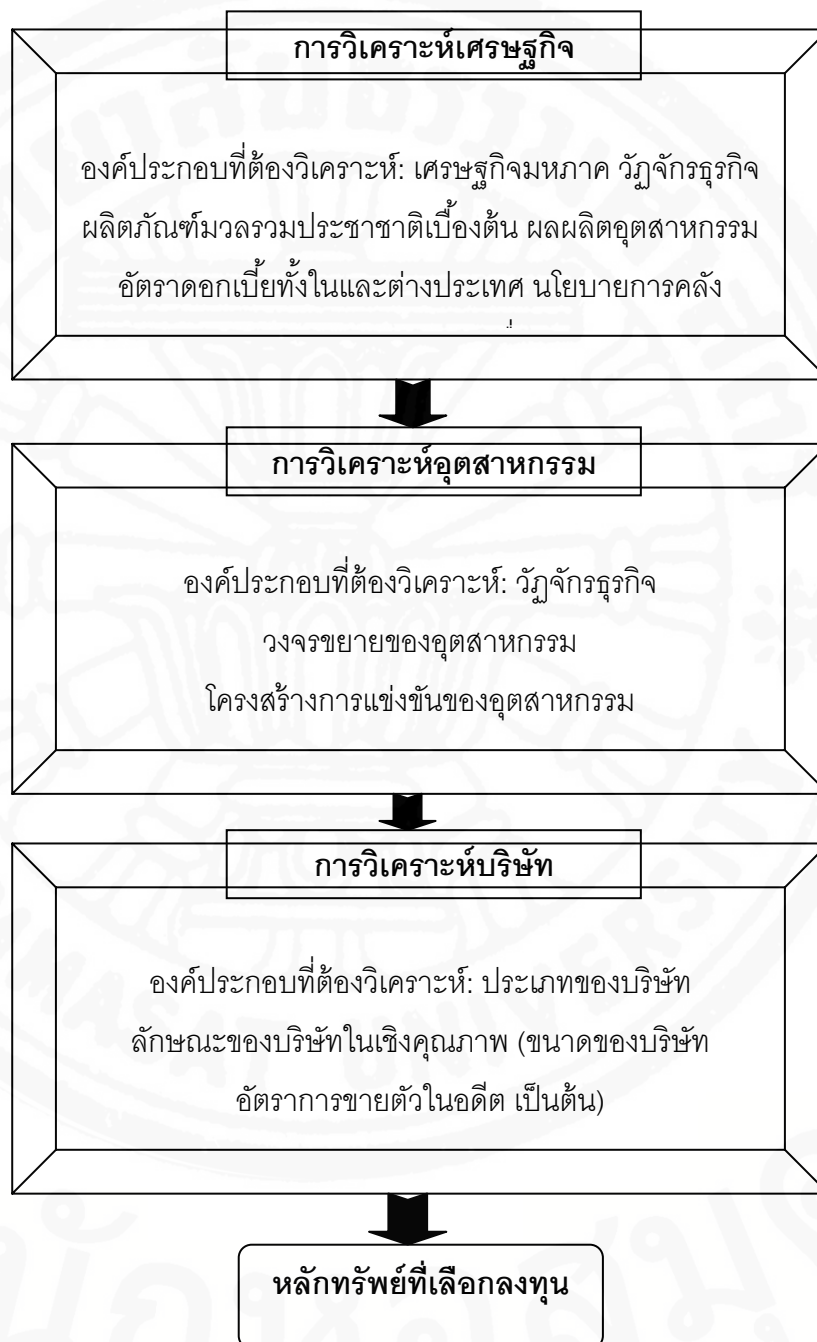 การวิเคราะห์เศรษฐกิจ
องค์ประกอบที่ต้องวิเคราะห์: เศรษฐกิจมหภาค วัฏจักรธุรกิจ
ผลิตภัณฑ์มวลรวมประชาชาติเบื้องต้น ผลผลิตอุตสาหกรรม
อัตราดอกเบี้ยทั้งในและต่างประเทศ นโยบายการคลัง
การวิเคราะห์อุตสาหกรรม
องค์ประกอบที่ต้องวิเคราะห์: วัฏจักรธุรกิจ
วงจรขยายของอุตสาหกรรม
โครงสร้างการแข่งขันของอุตสาหกรรม
การวิเคราะห์บริษัท
องค์ประกอบที่ต้องวิเคราะห์: ประเภทของบริษัท
ลักษณะของบริษัทในเชิงคุณภาพ (ขนาดของบริษัท
อัตราการขายตัวในอดีต เป็นต้น)
หลักทรัพย์ที่เลือกลงทุน